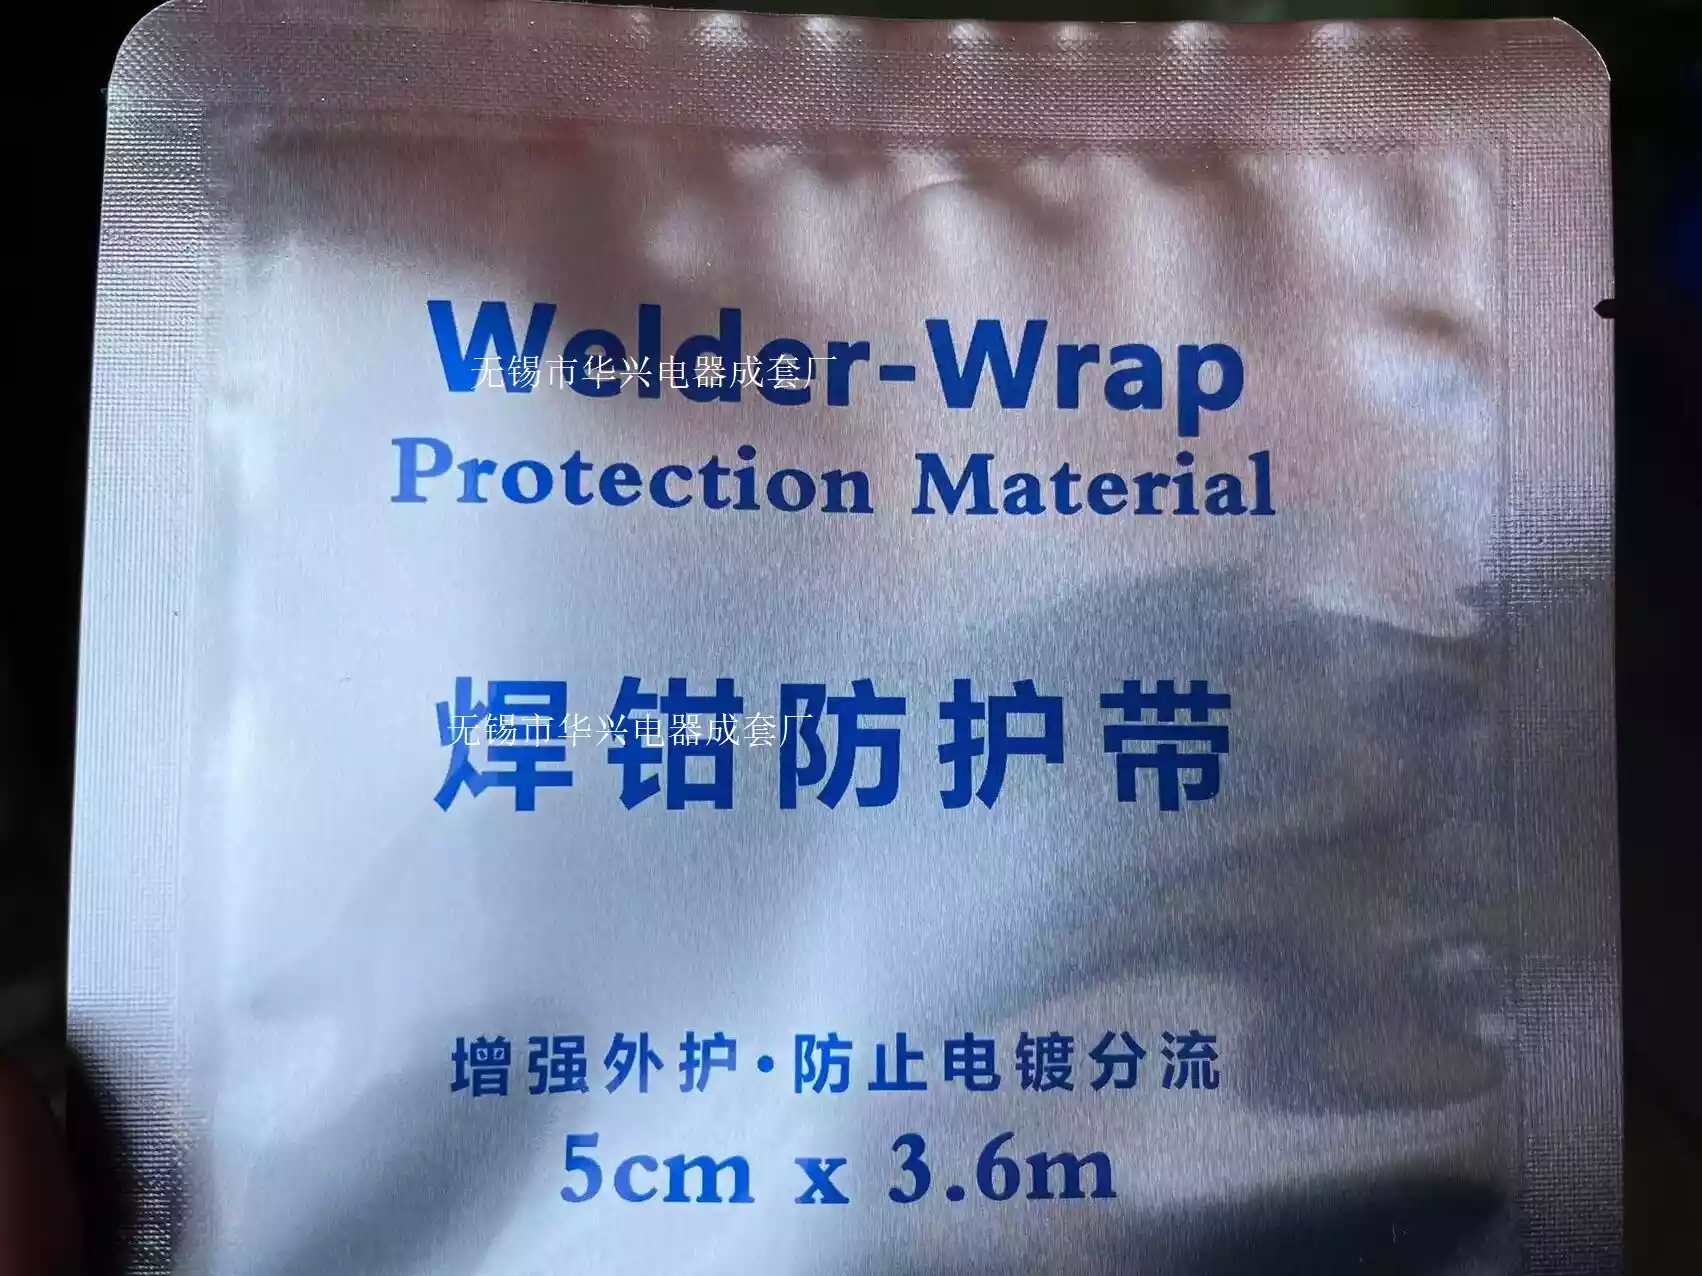 Welder-Wrap
无锡市华兴电器成套厂
Protection Material
焊钳防护带
无锡市华兴电器成套厂
增强外护·防止电镀分流
5cm x 3.6m